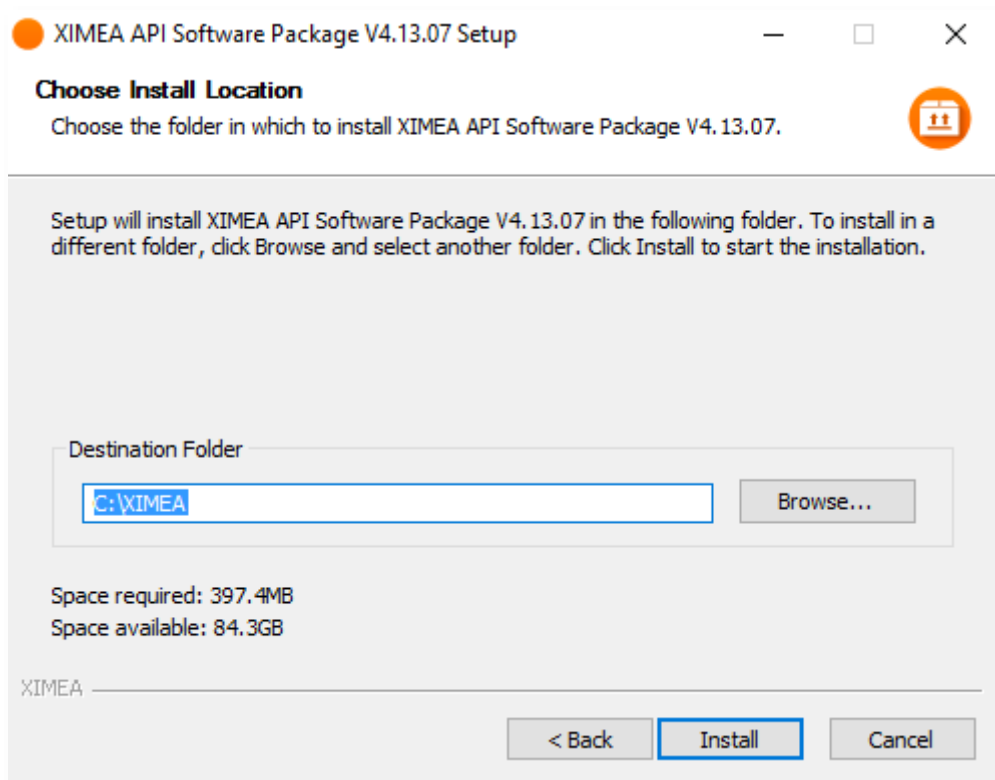 XIMEA API Software Package V4.13.07 Setup
Choose Install Location
Choose the folder in which to install XIMEA API Software Package V4.13.07.
Setup will install XIMEA API Software Package V4.13.07 in the following folder. To install in a
different folder, click Browse and select another folder. Click Install to start the installation.
Destination Folder
C:\XIMEA
Browse...
Space required: 397.4MB
Space available: 84.3GB
XIMEA
< Back
Install
Cancel